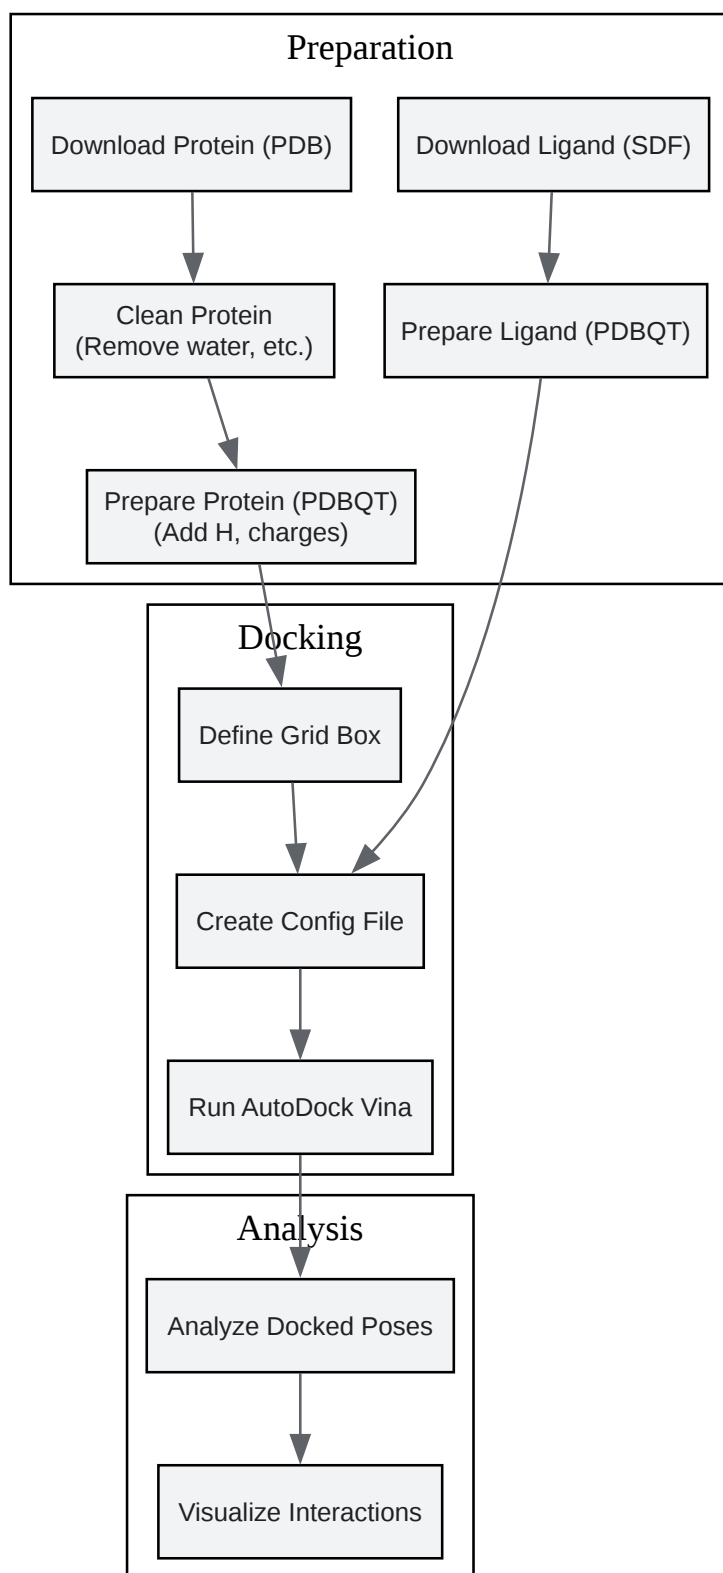 Preparation
Download Protein (PDB)
Download Ligand (SDF)
Clean Protein
(Remove water, etc.)
Prepare Ligand (PDBQT)
Prepare Protein (PDBQT)
(Add H, charges)
Docking
Define Grid Box
Create Config File
Run AutoDock Vina
Analysis
Analyze Docked Poses
Visualize Interactions